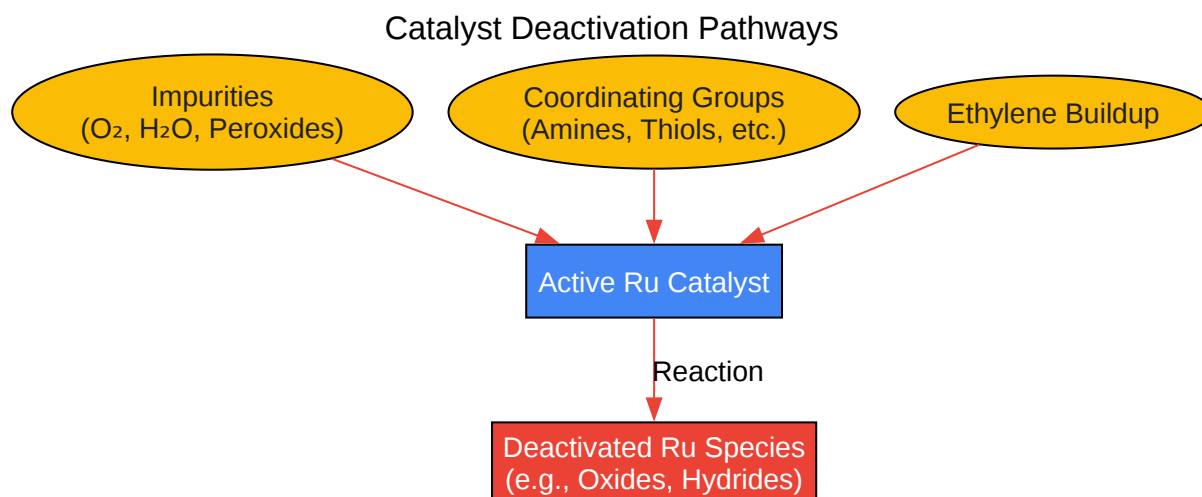 Catalyst Deactivation Pathways
Impurities
(O₂, H₂O, Peroxides)
Coordinating Groups
(Amines, Thiols, etc.)
Ethylene Buildup
Active Ru Catalyst
Reaction
Deactivated Ru Species
(e.g., Oxides, Hydrides)